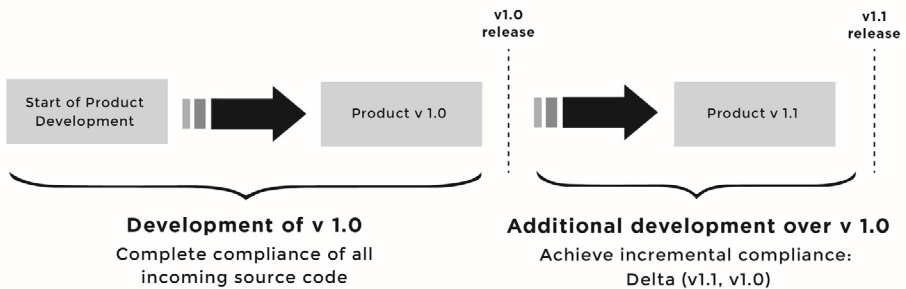 v1.0
release
v1.1
release
Start of Product
Development
Product v 1.0
Product v 1.1
Development of v 1.0
Complete compliance of all
incoming source code
Additional development over v 1.0
Achieve incremental compliance:
Delta (v1.1, v1.0)